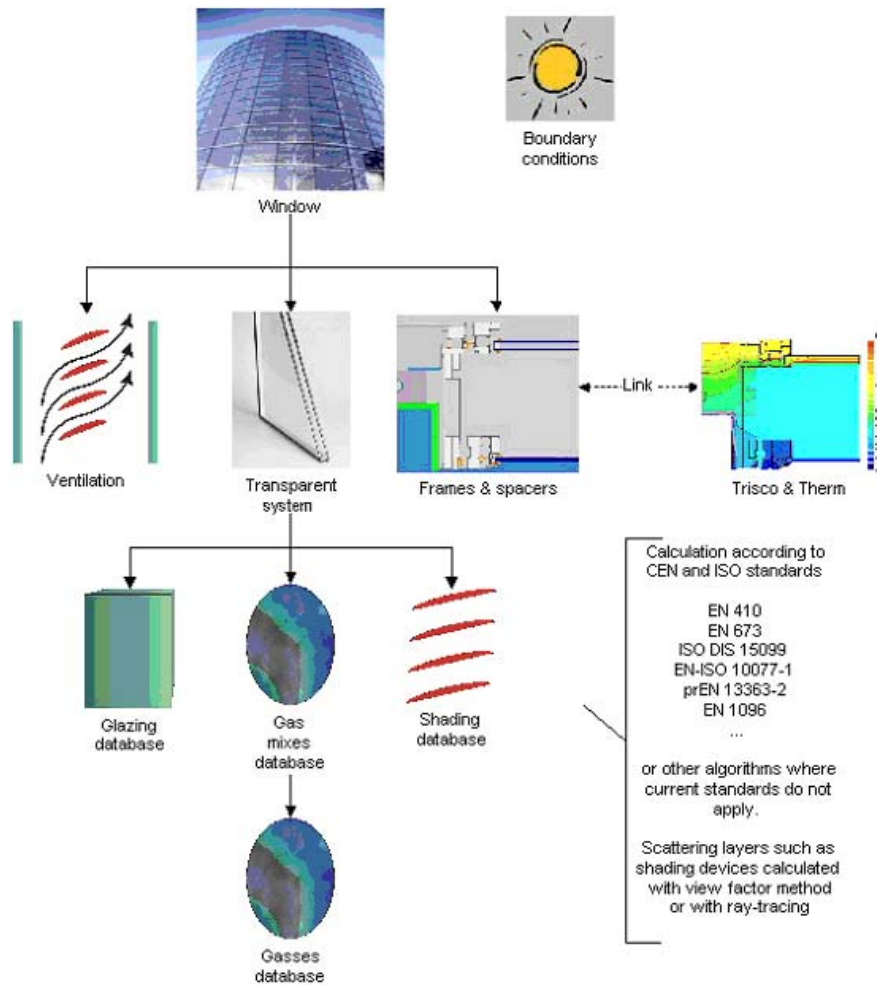 Window
Boundary
conditions
Ventilation
Transparent
system
Frames & spacers
Link
Trisco & Therm
Glazing
database
Gas
mixes
database
Shading
database
Gasses
database
Calculation according to
CEN and ISO standards
EN 410
EN 673
ISO DIS 15099
EN-ISO 10077-1
prEN 13363-2
EN 1096
...
or other algorithms where
current standards do not
apply.
Scattering layers such as
shading devices calculated
with view factor method
or with ray-tracing